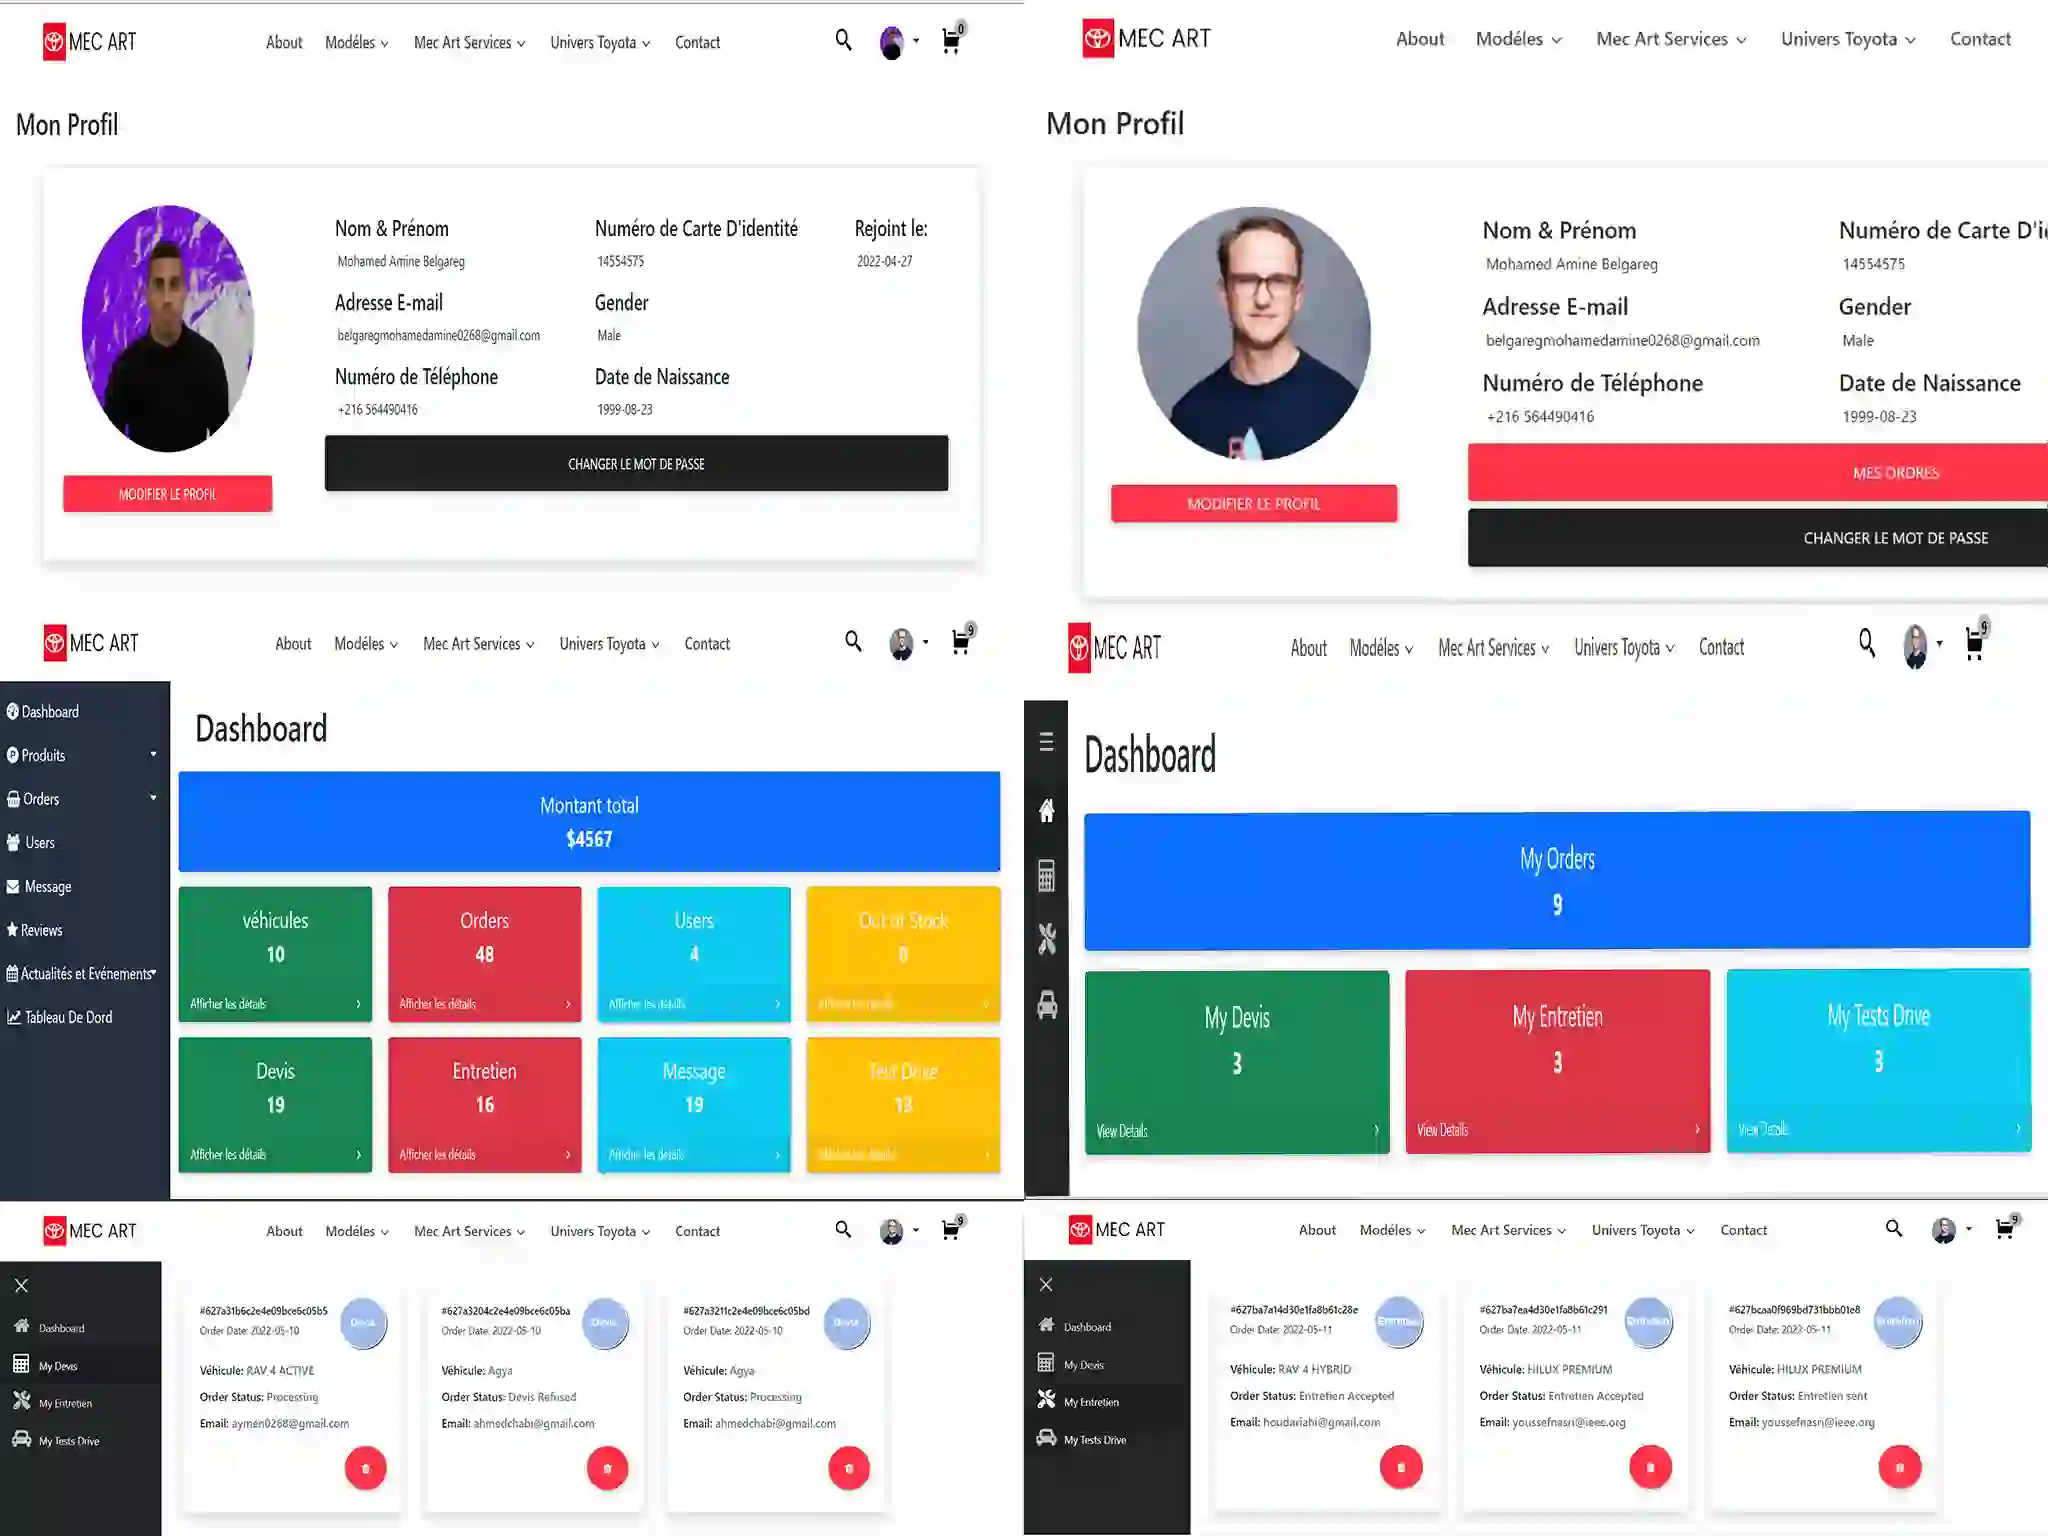 MEC ART
About Modéles Mec Art Services Univers Toyota Contact
0
Mon Profil
Nom & Prénom Numéro de Carte D'identité Rejoint le:
Mohamed Amine Belgareg 14554575 2022-04-27
Adresse E-mail Gender
belgaregmohamedamine0268@gmail.com Male
Numéro de Téléphone Date de Naissance
+216 564490416 1999-08-23
CHANGER LE MOT DE PASSE
MODIFIER LE PROFIL
MEC ART
About Modéles Mec Art Services Univers Toyota Contact
Mon Profil
Nom & Prénom Numéro de Carte D'i
Mohamed Amine Belgareg 14554575
Adresse E-mail Gender
belgaregmohamedamine0268@gmail.com Male
Numéro de Téléphone Date de Naissance
+216 564490416 1999-08-23
MES ORDRES
MODIFIER LE PROFIL
CHANGER LE MOT DE PASSE
MEC ART
About Modéles Mec Art Services Univers Toyota Contact
9
Dashboard
Produits
Orders
Users
Message
Reviews
Actualités et Evénements
Tableau De Dord
Dashboard
Montant total
$4567
véhicules Orders Users Out of Stock
10 48 4 0
Afficher les détails Afficher les détails Afficher les détails Afficher les détails
Devis Entretien Message Test Drive
19 16 19 13
Afficher les détails Afficher les détails Afficher les détails Afficher les détails
MEC ART
About Modéles Mec Art Services Univers Toyota Contact
9
Dashboard
My Orders
9
My Devis My Entretien My Tests Drive
3 3 3
View Details View Details View Details
MEC ART
About Modéles Mec Art Services Univers Toyota Contact
9
Dashboard
My Devis
My Entretien
My Tests Drive
#627a31b6c2e4e09bce6c05b5 #627a3204c2e4e09bce6c05ba #627a3211c2e4e09bce6c05bd
Devis Devis Devis
Order Date: 2022-05-10 Order Date: 2022-05-10 Order Date: 2022-05-10
Véhicule: RAV 4 ACTIVE Véhicule: Agya Véhicule: Agya
Order Status: Processing Order Status: Devis Refused Order Status: Processing
Email: aymen0268@gmail.com Email: ahmedchabi@gmail.com Email: ahmedchabi@gmail.com
MEC ART
About Modéles Mec Art Services Univers Toyota Contact
9
Dashboard
My Devis
My Entretien
My Tests Drive
#627ba7a14d30e1fa8b61c28e #627ba7ea4d30e1fa8b61c291 #627bcaa0f969bd731bbb01e8
Entretien Entretien Entretien
Order Date: 2022-05-11 Order Date: 2022-05-11 Order Date: 2022-05-11
Véhicule: RAV 4 HYBRID Véhicule: HILUX PREMIUM Véhicule: HILUX PREMIUM
Order Status: Entretien Accepted Order Status: Entretien Accepted Order Status: Entretien sent
Email: houdariahi@gmail.com Email: youssefnasri@ieee.org Email: youssefnasri@ieee.org